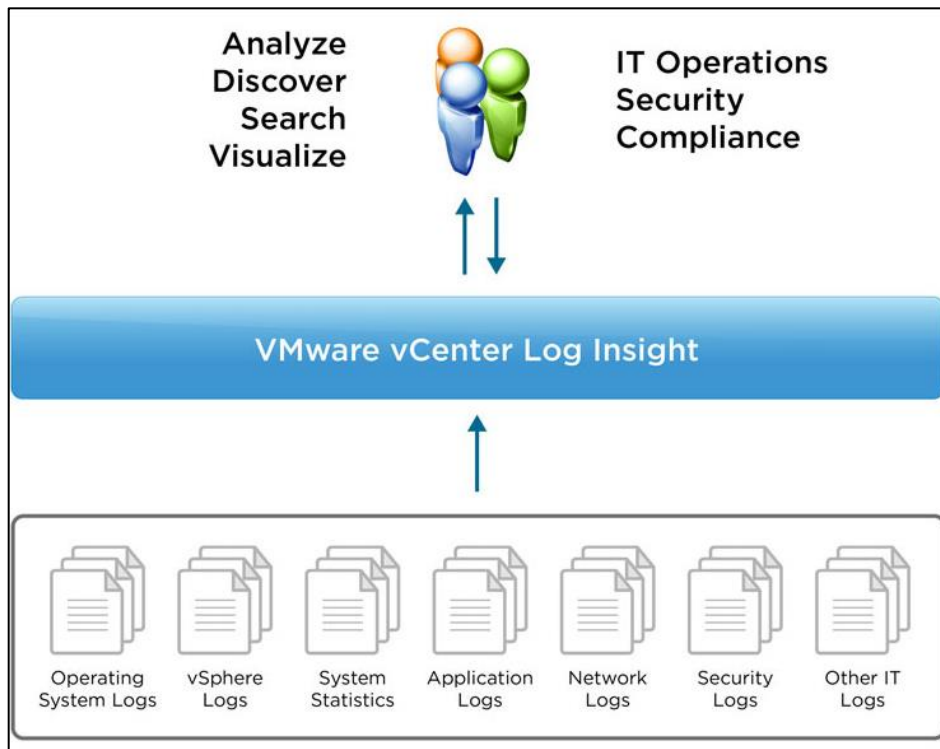 Analyze
Discover
Search
Visualize
IT Operations
Security
Compliance
VMware vCenter Log Insight
Operating
System Logs
vSphere
Logs
System
Statistics
Application
Logs
Network
Logs
Security
Logs
Other IT
Logs